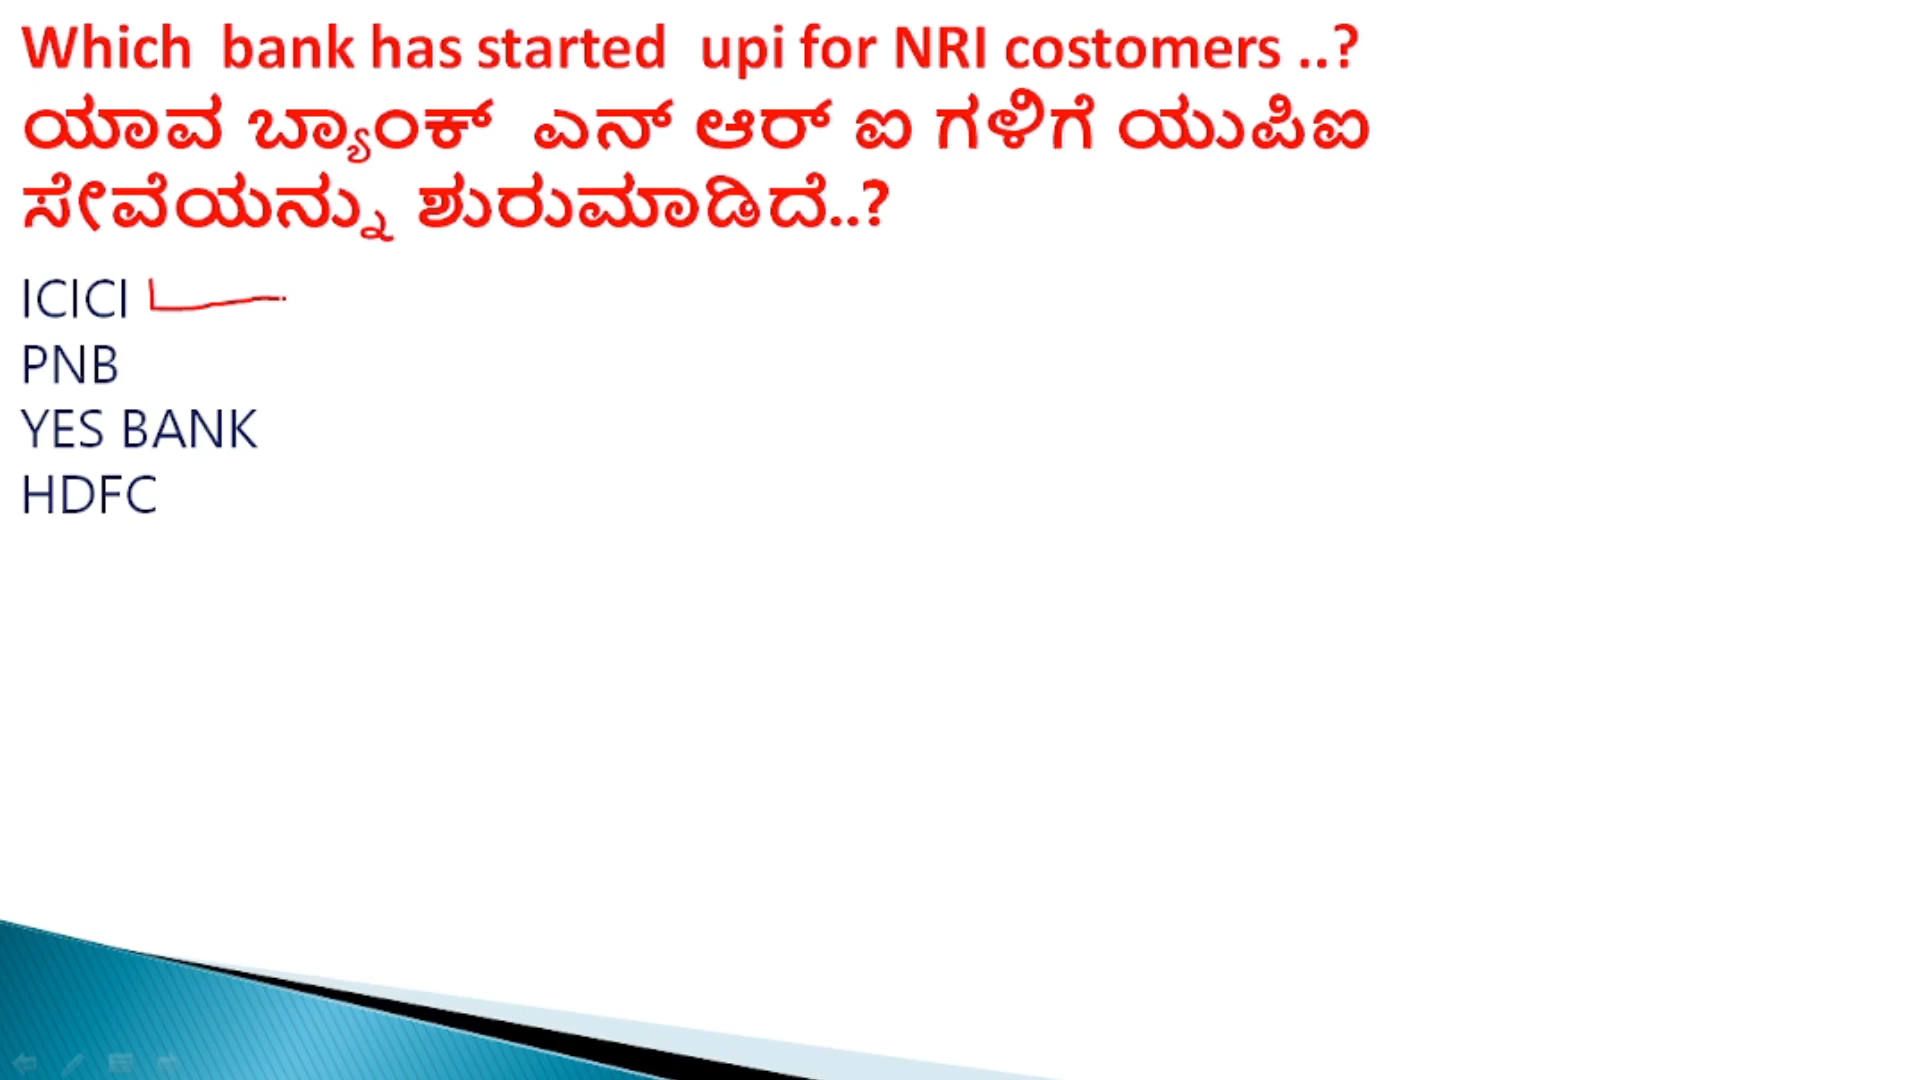 Which bank has started upi for NRI costomers ..?
ಯಾವ ಬ್ಯಾಂಕ್ ಎನ್ ಆರ್ ಐ ಗಳಿಗೆ ಯುಪಿಐ
ಸೇವೆಯನ್ನು ಶುರುಮಾಡಿದೆ..?
ICICI
PNB
YES BANK
HDFC